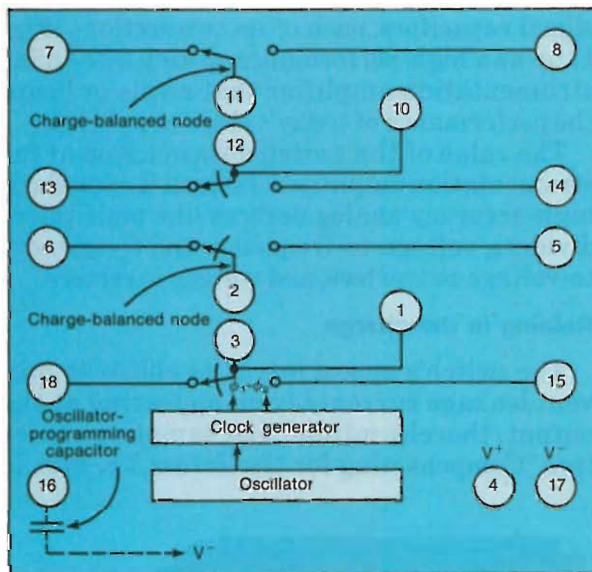 7
8
11
10
Charge-balanced node
12
13
14
6
5
2
1
Charge-balanced node
3
18
15
Oscillator-
programming
capacitor
Clock generator
V+
V−
16
Oscillator
4
17
V−